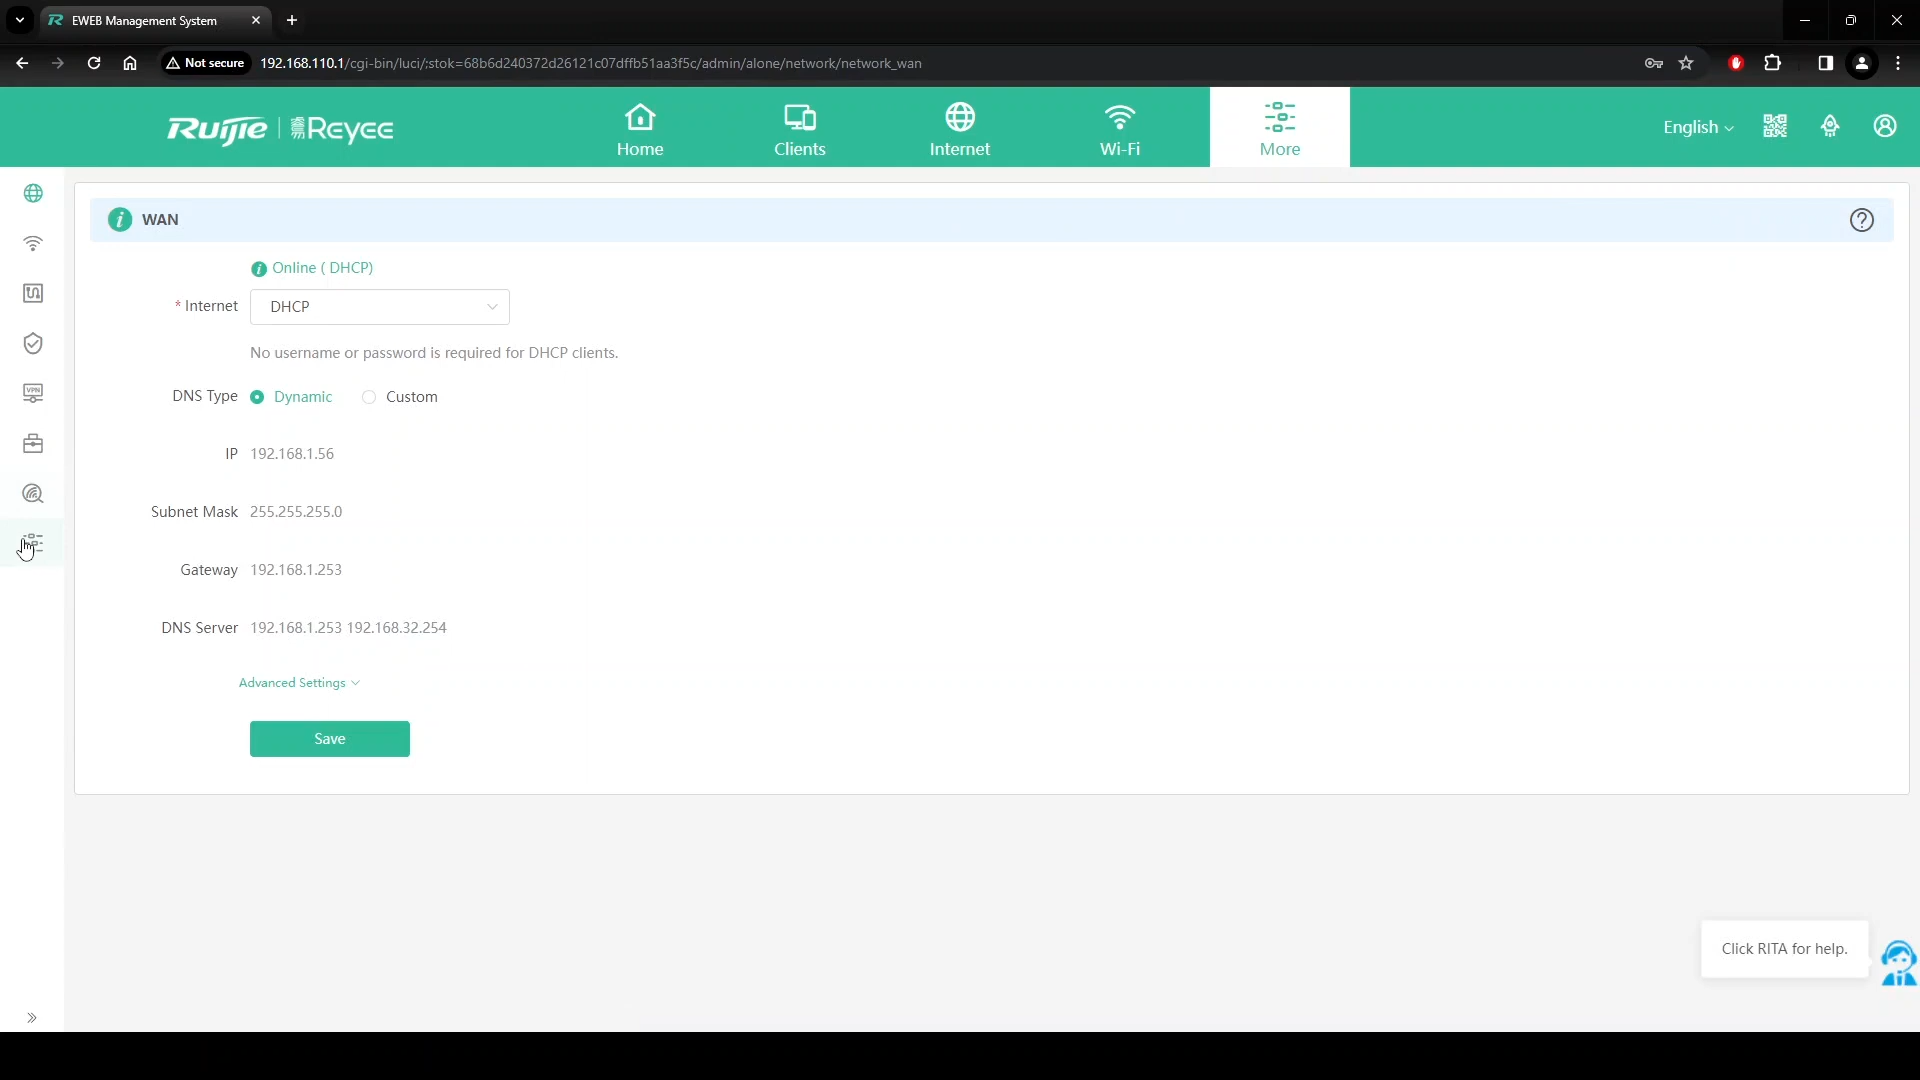 EWEB Management System
Not secure
192.168.110.1/cgi-bin/luci/;stok=68b6d240372d26121c07dffb51aa3f5c/admin/alone/network/network_wan
Ruijie | Reyee
Home
Clients
Internet
Wi-Fi
More
English
i WAN
?
i Online ( DHCP)
* Internet DHCP
No username or password is required for DHCP clients.
DNS Type Dynamic Custom
IP 192.168.1.56
Subnet Mask 255.255.255.0
Gateway 192.168.1.253
DNS Server 192.168.1.253 192.168.32.254
Advanced Settings
Save
VPN
Click RITA for help.